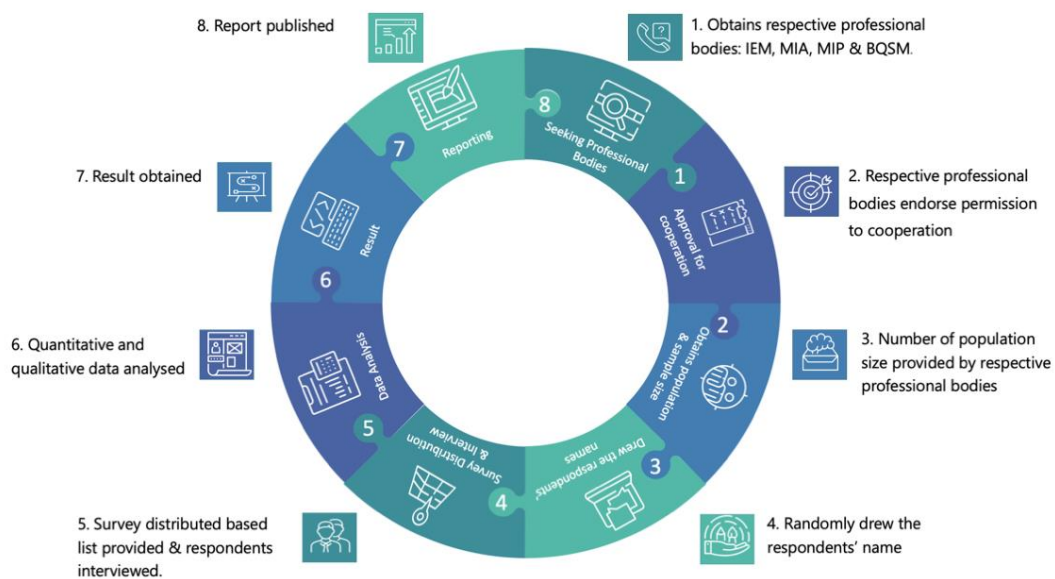 8. Report published
1. Obtains respective professional
bodies: IEM, MIA, MIP & BQSM.
8
Seeking Professional
Bodies
Reporting
7
1
Approval for
cooperation
7. Result obtained
2. Respective professional
bodies endorse permission
to cooperation
Result
6
2
Obtains population
& sample size
6. Quantitative and
qualitative data analysed
3. Number of population
size provided by respective
professional bodies
Data Analysis
5
Survey Distribution
& Interview
4
Drew the respondents'
names
3
5. Survey distributed based
list provided & respondents
interviewed.
4. Randomly drew the
respondents' name